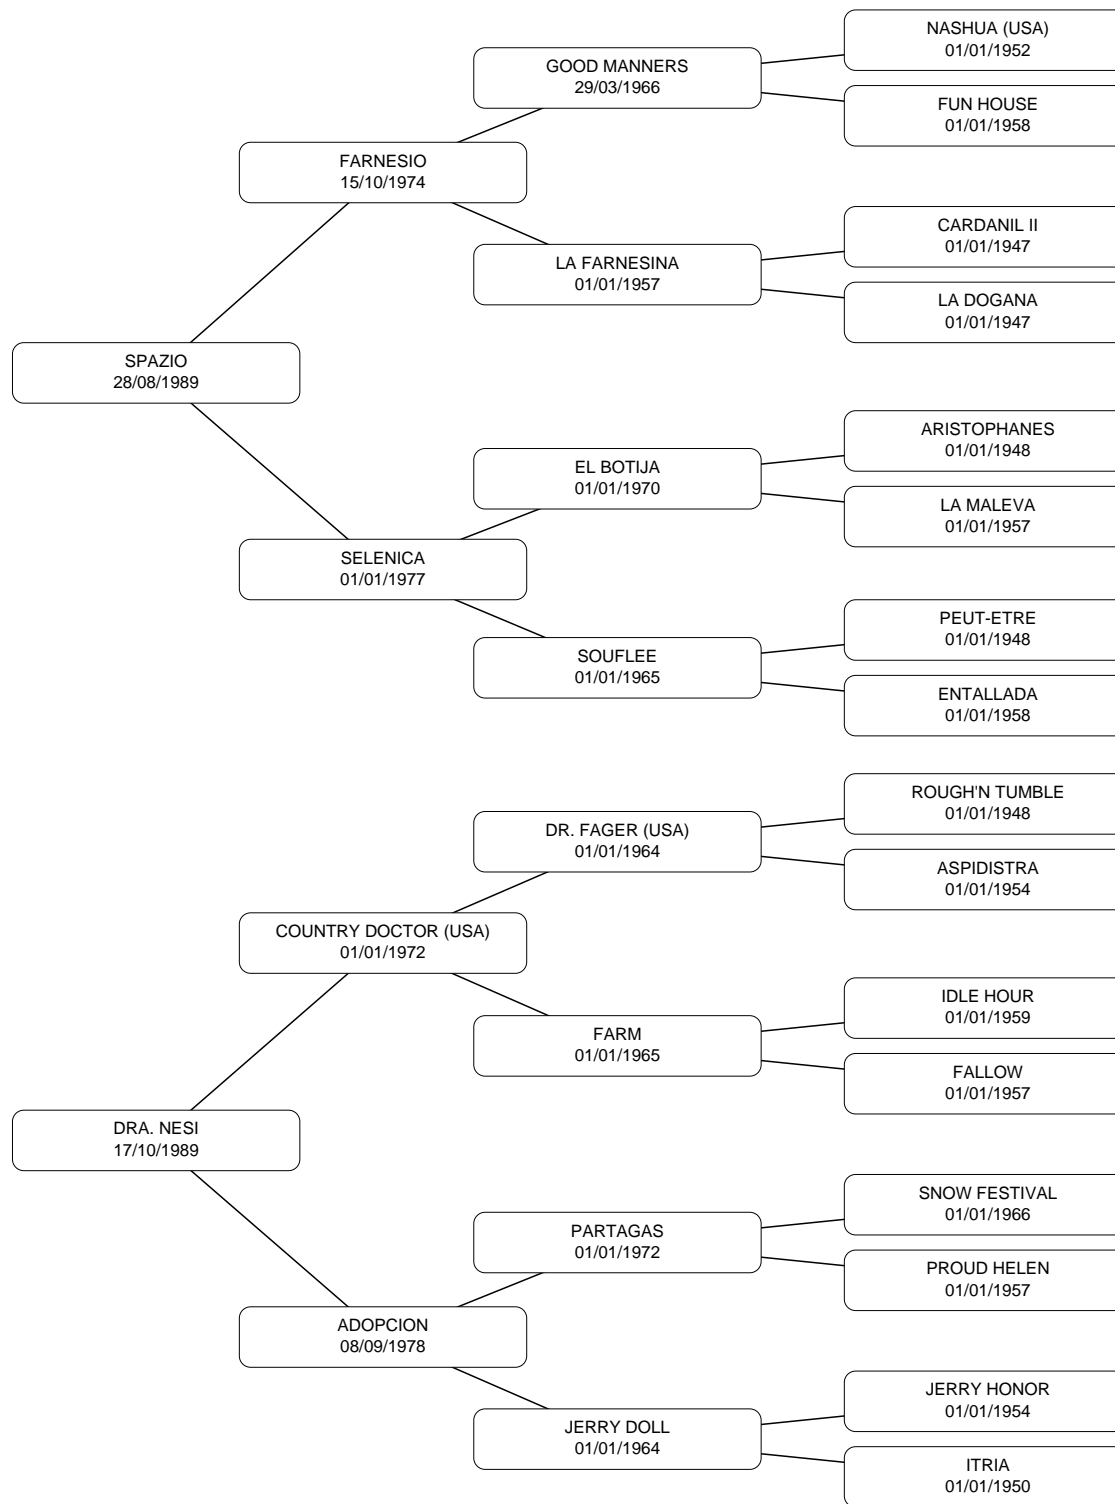 NASHUA (USA)
01/01/1952
GOOD MANNERS
29/03/1966
FUN HOUSE
01/01/1958
FARNESIO
15/10/1974
CARDANIL II
01/01/1947
LA FARNESINA
01/01/1957
LA DOGANA
01/01/1947
SPAZIO
28/08/1989
ARISTOPHANES
01/01/1948
EL BOTIJA
01/01/1970
LA MALEVA
01/01/1957
SELENICA
01/01/1977
PEUT-ETRE
01/01/1948
SOUFLEE
01/01/1965
ENTALLADA
01/01/1958
ROUGH'N TUMBLE
01/01/1948
DR. FAGER (USA)
01/01/1964
ASPIDISTRA
01/01/1954
COUNTRY DOCTOR (USA)
01/01/1972
IDLE HOUR
01/01/1959
FARM
01/01/1965
FALLOW
01/01/1957
DRA. NESI
17/10/1989
SNOW FESTIVAL
01/01/1966
PARTAGAS
01/01/1972
PROUD HELEN
01/01/1957
ADOPCION
08/09/1978
JERRY HONOR
01/01/1954
JERRY DOLL
01/01/1964
ITRIA
01/01/1950